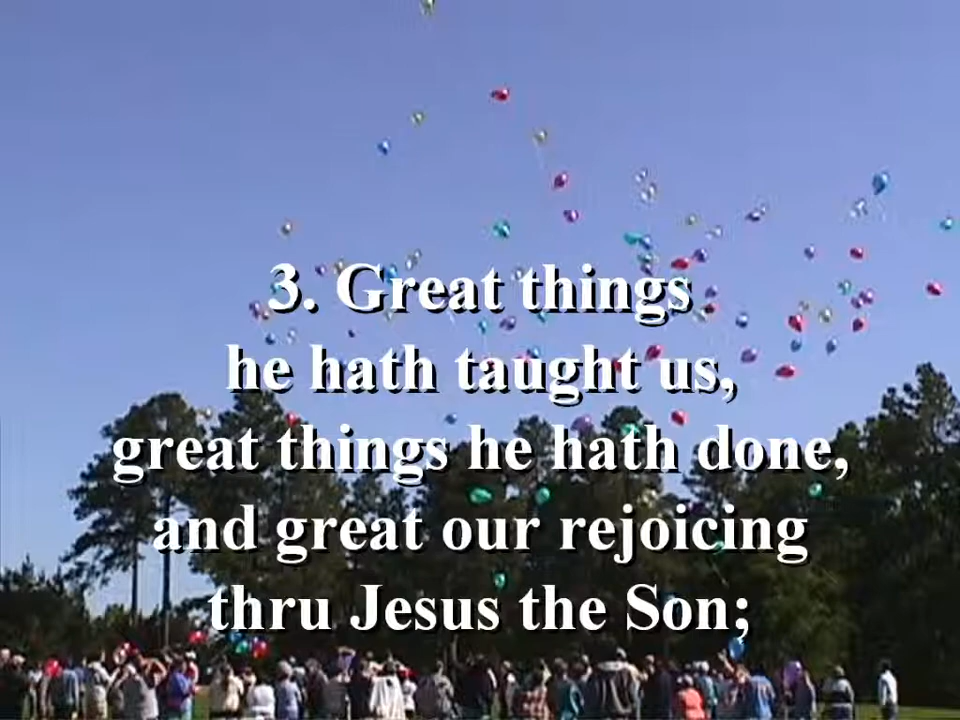 3. Great things
he hath taught us,
great things he hath done,
and great our rejoicing
thru Jesus the Son;